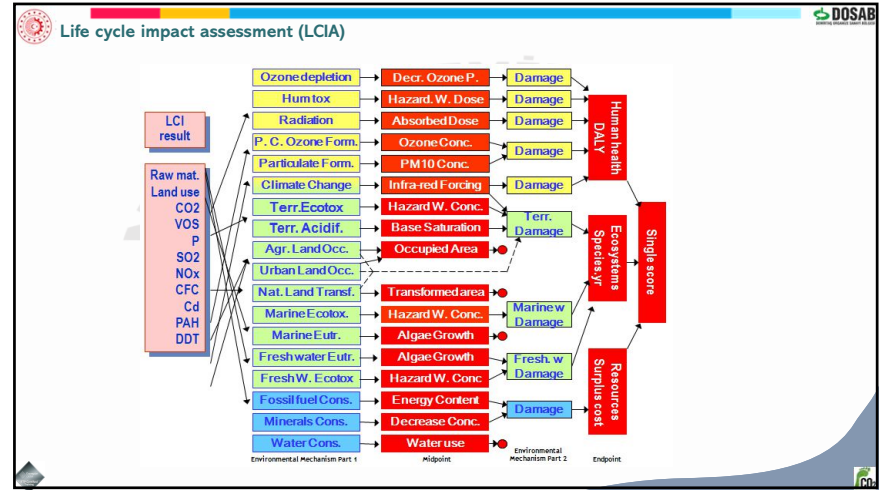 Life cycle impact assessment (LCIA)
DOSAB
LCI
result
Raw mat.
Land use
CO2
VOS
P
SO2
NOx
CFC
Cd
PAH
DDT
Ozone depletion
Hum tox
Radiation
P. C. Ozone Form.
Particulate Form.
Climate Change
Terr.Ecotox
Terr. Acidif.
Agr. Land Occ.
Urban Land Occ.
Nat. Land Transf.
Marine Ecotox.
Marine Eutr.
Freshwater Eutr.
Fresh W. Ecotox
Fossil fuel Cons.
Minerals Cons.
Water Cons.
Environmental Mechanism Part 1
Decr. Ozone P.
Hazard. W. Dose
Absorbed Dose
Ozone Conc.
PM10 Conc.
Infra-red Forcing
Hazard W. Conc.
Base Saturation
Occupied Area
Transformed area
Hazard W. Conc.
Algae Growth
Algae Growth
Hazard W. Conc
Energy Content
Decrease Conc.
Water use
Midpoint
Damage
Damage
Damage
Damage
Damage
Terr.
Damage
Marine w
Damage
Fresh. w
Damage
Damage
Environmental
Mechanism Part 2
Human health
DALY
Ecosystems
Species.yr
Resources
Surplus cost
Endpoint
Single score
CO2